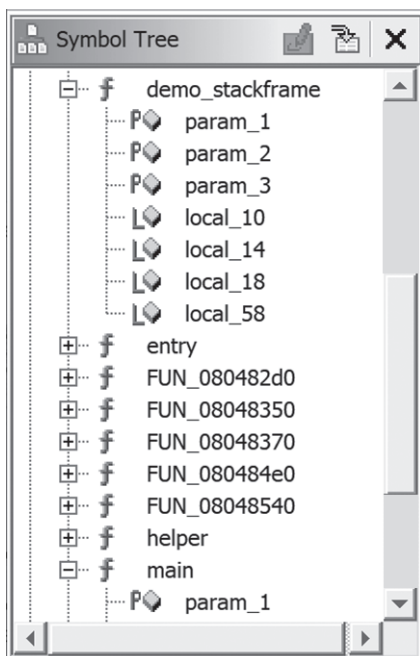 Symbol Tree
f demo_stackframe
P param_1
P param_2
P param_3
L local_10
L local_14
L local_18
L local_58
f entry
f FUN_080482d0
f FUN_08048350
f FUN_08048370
f FUN_080484e0
f FUN_08048540
f helper
f main
P param_1